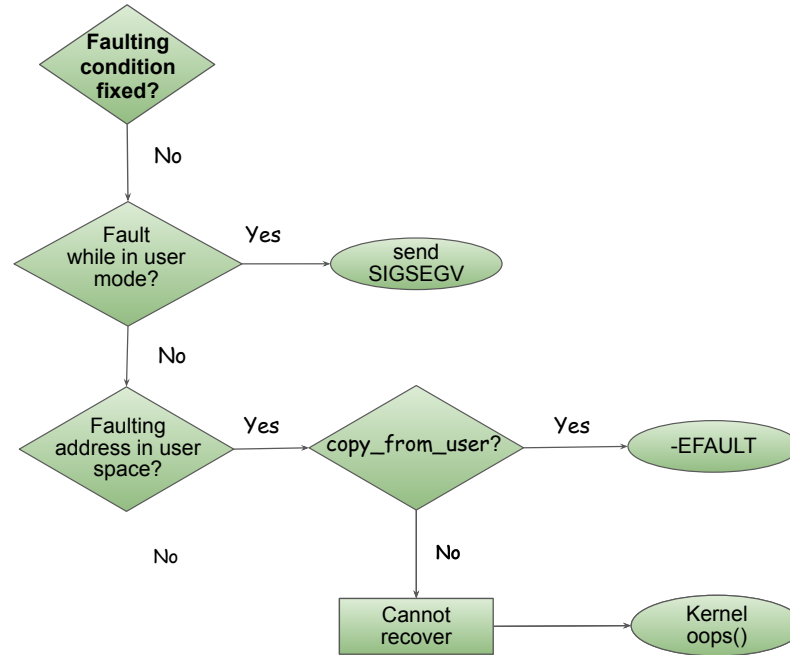 Faulting
condition
fixed?
No
Fault
while in user
mode?
Yes
send
SIGSEGV
No
Faulting
address in user
space?
Yes
copy_from_user?
Yes
-EFAULT
No
No
Cannot
recover
Kernel
oops()